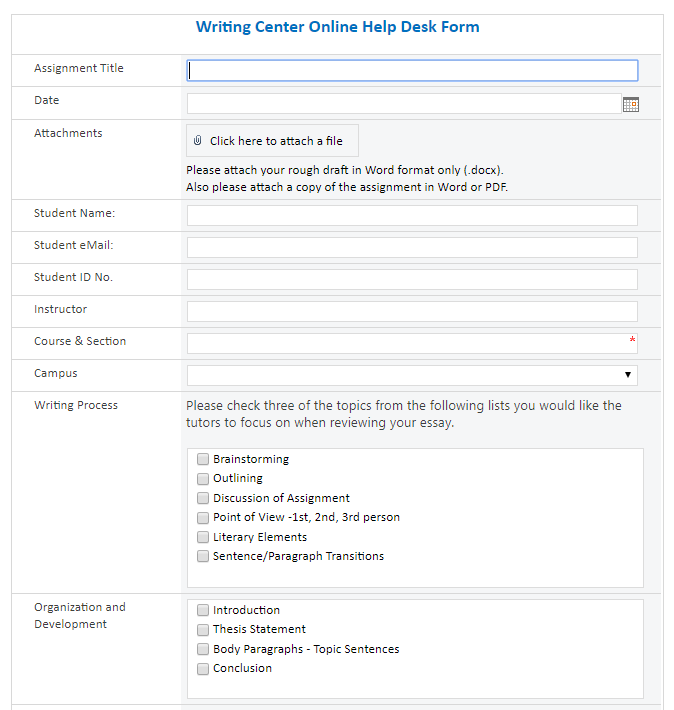 Writing Center Online Help Desk Form
Assignment Title
Date
Attachments
Click here to attach a file
Please attach your rough draft in Word format only (.docx).
Also please attach a copy of the assignment in Word or PDF.
Student Name:
Student eMail:
Student ID No.
Instructor
Course & Section
*
Campus
Writing Process
Please check three of the topics from the following lists you would like the
tutors to focus on when reviewing your essay.
Brainstorming
Outlining
Discussion of Assignment
Point of View -1st, 2nd, 3rd person
Literary Elements
Sentence/Paragraph Transitions
Organization and
Development
Introduction
Thesis Statement
Body Paragraphs - Topic Sentences
Conclusion